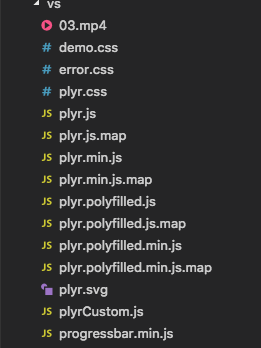 vs
03.mp4
demo.css
error.css
plyr.css
JS plyr.js
JS plyr.js.map
JS plyr.min.js
JS plyr.min.js.map
JS plyr.polyfilled.js
JS plyr.polyfilled.js.map
JS plyr.polyfilled.min.js
JS plyr.polyfilled.min.js.map
plyr.svg
JS plyrCustom.js
JS progressbar.min.js